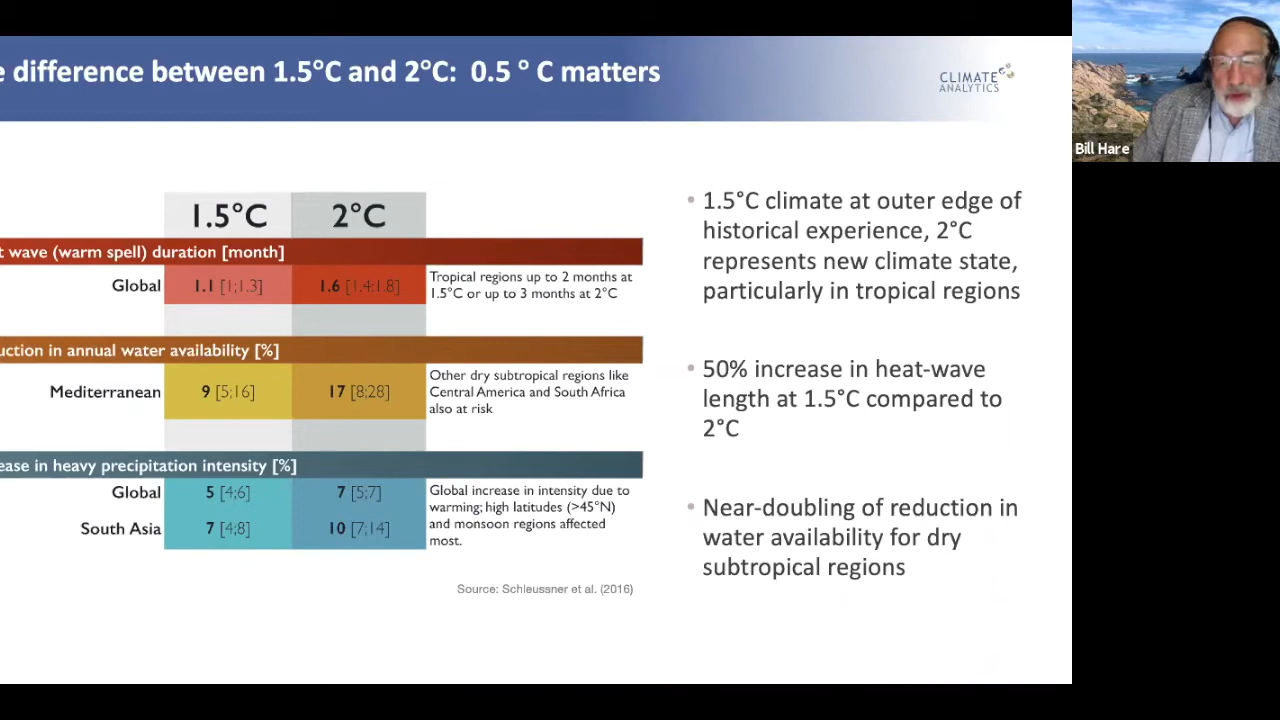 e difference between 1.5°C and 2°C: 0.5 ° C matters
CLIMATE
ANALYTICS
Bill Hare
1.5°C 2°C
t wave (warm spell) duration [month]
Global 1.1 [1;1.3] 1.6 [1.4;1.8] Tropical regions up to 2 months at
1.5°C or up to 3 months at 2°C
uction in annual water availability [%]
Mediterranean 9 [5;16] 17 [8;28] Other dry subtropical regions like
Central America and South Africa
also at risk
ease in heavy precipitation intensity [%]
Global 5 [4;6] 7 [5;7] Global increase in intensity due to
warming; high latitudes (>45°N)
South Asia 7 [4;8] 10 [7;14] and monsoon regions affected
most.
Source: Schleussner et al. (2016)
• 1.5°C climate at outer edge of
historical experience, 2°C
represents new climate state,
particularly in tropical regions
• 50% increase in heat-wave
length at 1.5°C compared to
2°C
• Near-doubling of reduction in
water availability for dry
subtropical regions